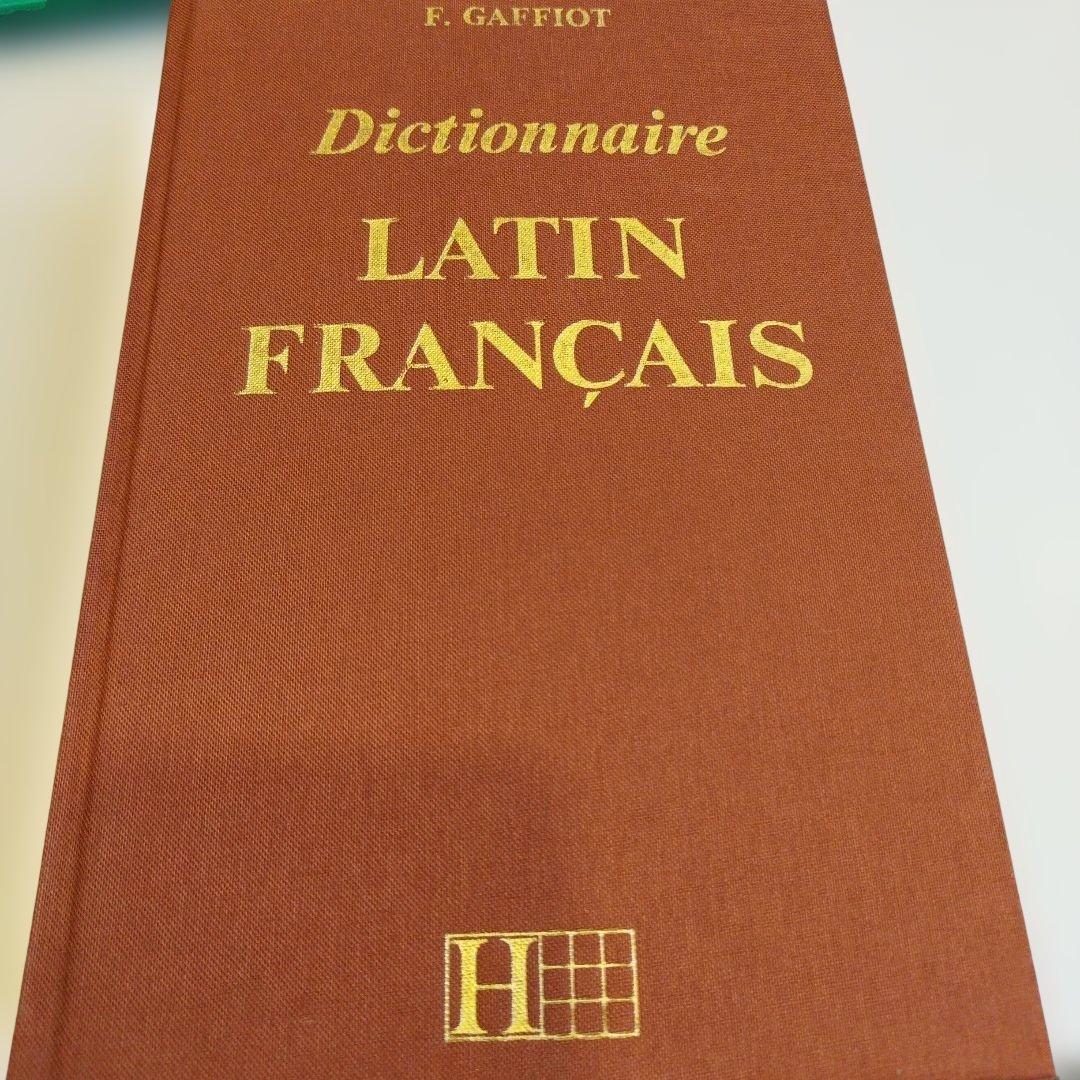 F. GAFFIOT
Dictionnaire
LATIN
FRANÇAIS
H